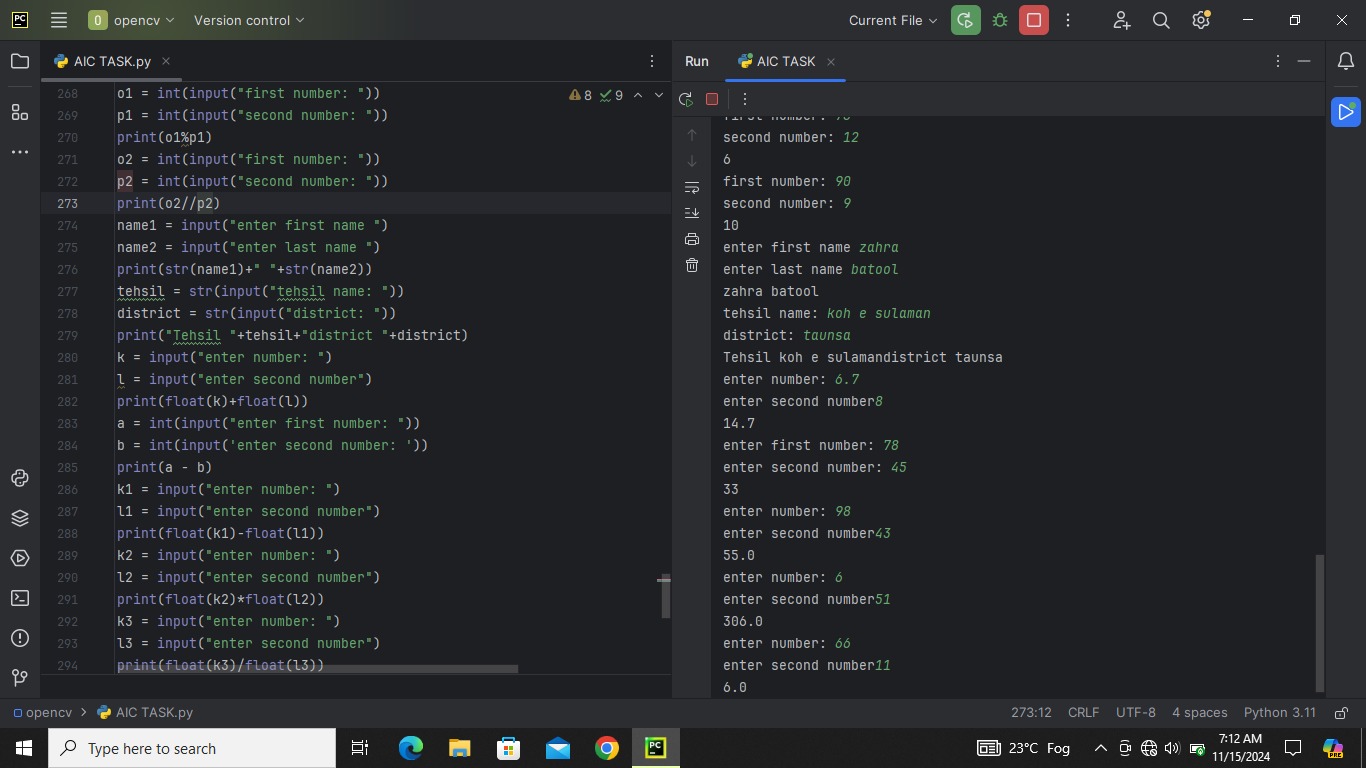 PC
O opencv Version control Current File
AIC TASK.py
Run AIC TASK
8 9
268 o1 = int(input("first number: "))
269 p1 = int(input("second number: "))
270 print(o1%p1)
271 o2 = int(input("first number: "))
272 p2 = int(input("second number: "))
273 print(o2//p2)
274 name1 = input("enter first name ")
275 name2 = input("enter last name ")
276 print(str(name1)+" "+str(name2))
277 tehsil = str(input("tehsil name: "))
278 district = str(input("district: "))
279 print("Tehsil "+tehsil+"district "+district)
280 k = input("enter number: ")
281 l = input("enter second number")
282 print(float(k)+float(l))
283 a = int(input("enter first number: "))
284 b = int(input('enter second number: '))
285 print(a - b)
286 k1 = input("enter number: ")
287 l1 = input("enter second number")
288 print(float(k1)-float(l1))
289 k2 = input("enter number: ")
290 l2 = input("enter second number")
291 print(float(k2)*float(l2))
292 k3 = input("enter number: ")
293 l3 = input("enter second number")
294 print(float(k3)/float(l3))
first number:
second number: 12
6
first number: 90
second number: 9
10
enter first name zahra
enter last name batool
zahra batool
tehsil name: koh e sulaman
district: taunsa
Tehsil koh e sulamandistrict taunsa
enter number: 6.7
enter second number8
14.7
enter first number: 78
enter second number: 45
33
enter number: 98
enter second number43
55.0
enter number: 6
enter second number51
306.0
enter number: 66
enter second number11
6.0
opencv > AIC TASK.py
273:12 CRLF UTF-8 4 spaces Python 3.11
Type here to search
PC
23°C Fog
7:12 AM
11/15/2024
PRE